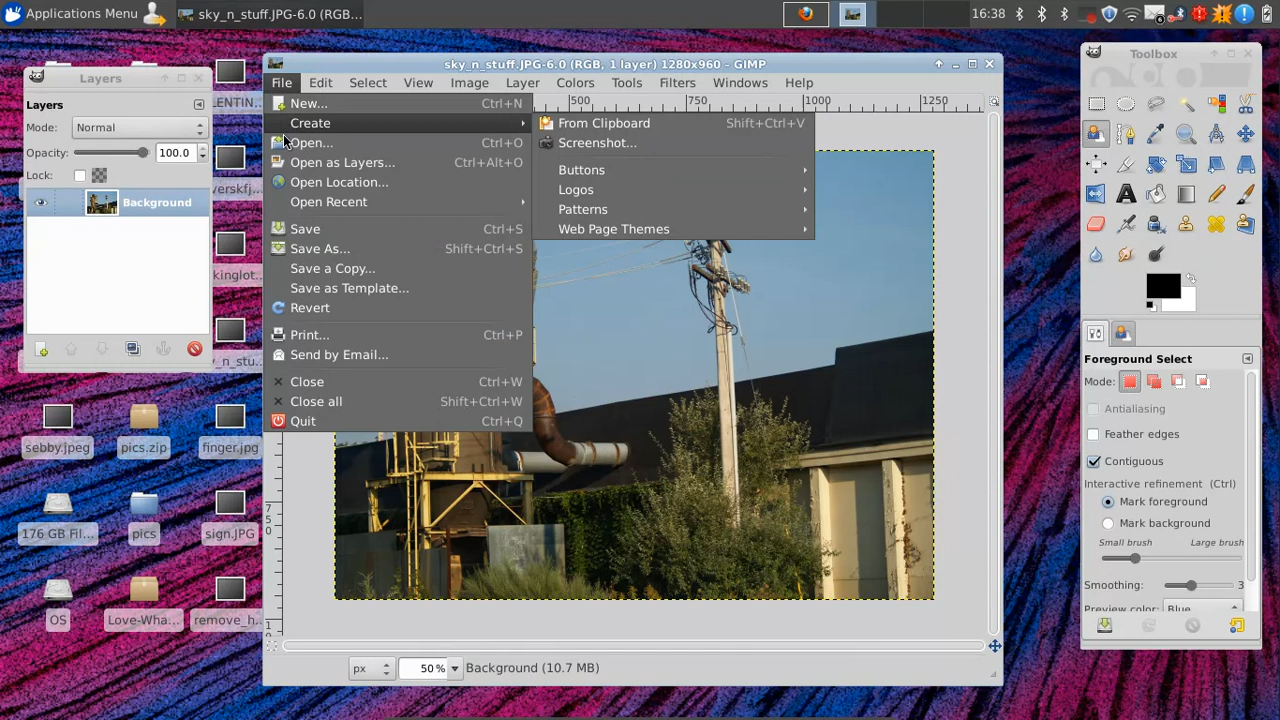 Applications Menu
sky_n_stuff.JPG-6.0 (RGB...
16:38
Layers
Layers
Mode: Normal
Opacity: 100.0
Lock:
Background
sky_n_stuff.JPG-6.0 (RGB, 1 layer) 1280x960 – GIMP
File Edit Select View Image Layer Colors Tools Filters Windows Help
500 750 1000 1250
New... Ctrl+N
Create
Open... Ctrl+O
Open as Layers... Ctrl+Alt+O
Open Location...
Open Recent
Save Ctrl+S
Save As... Shift+Ctrl+S
Save a Copy...
Save as Template...
Revert
Print... Ctrl+P
Send by Email...
Close Ctrl+W
Close all Shift+Ctrl+W
Quit Ctrl+Q
From Clipboard Shift+Ctrl+V
Screenshot...
Buttons
Logos
Patterns
Web Page Themes
750
px 50 % Background (10.7 MB)
Toolbox
Foreground Select
Mode:
Antialiasing
Feather edges
Contiguous
Interactive refinement (Ctrl)
Mark foreground
Mark background
Small brush Large brush
Smoothing: 3
Preview color: Blue
sebby.jpeg
pics.zip
finger.jpg
176 GB Fil...
pics
sign.JPG
OS
Love-Wha...
remove_h...